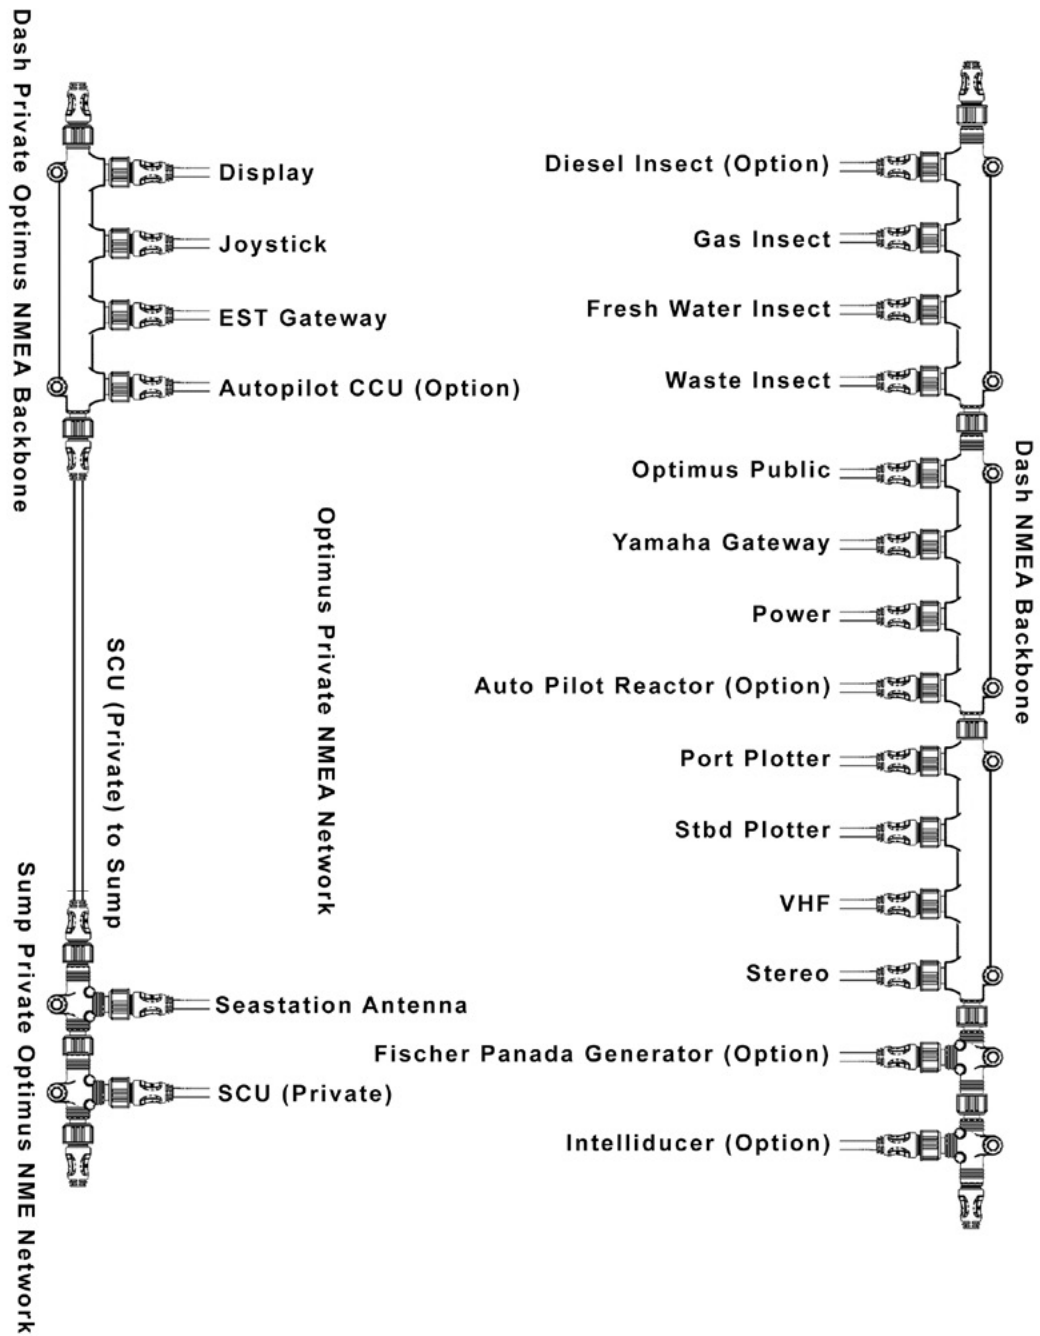 Dash Private Optimus NMEA Backbone
Display
Joystick
EST Gateway
Autopilot CCU (Option)
Optimus Private NMEA Network
SCU (Private) to Sump
Sump Private Optimus NME Network
Seastation Antenna
SCU (Private)
Diesel Insect (Option)
Gas Insect
Fresh Water Insect
Waste Insect
Optimus Public
Yamaha Gateway
Power
Auto Pilot Reactor (Option)
Port Plotter
Stbd Plotter
VHF
Stereo
Fischer Panada Generator (Option)
Intelliducer (Option)
Dash NMEA Backbone